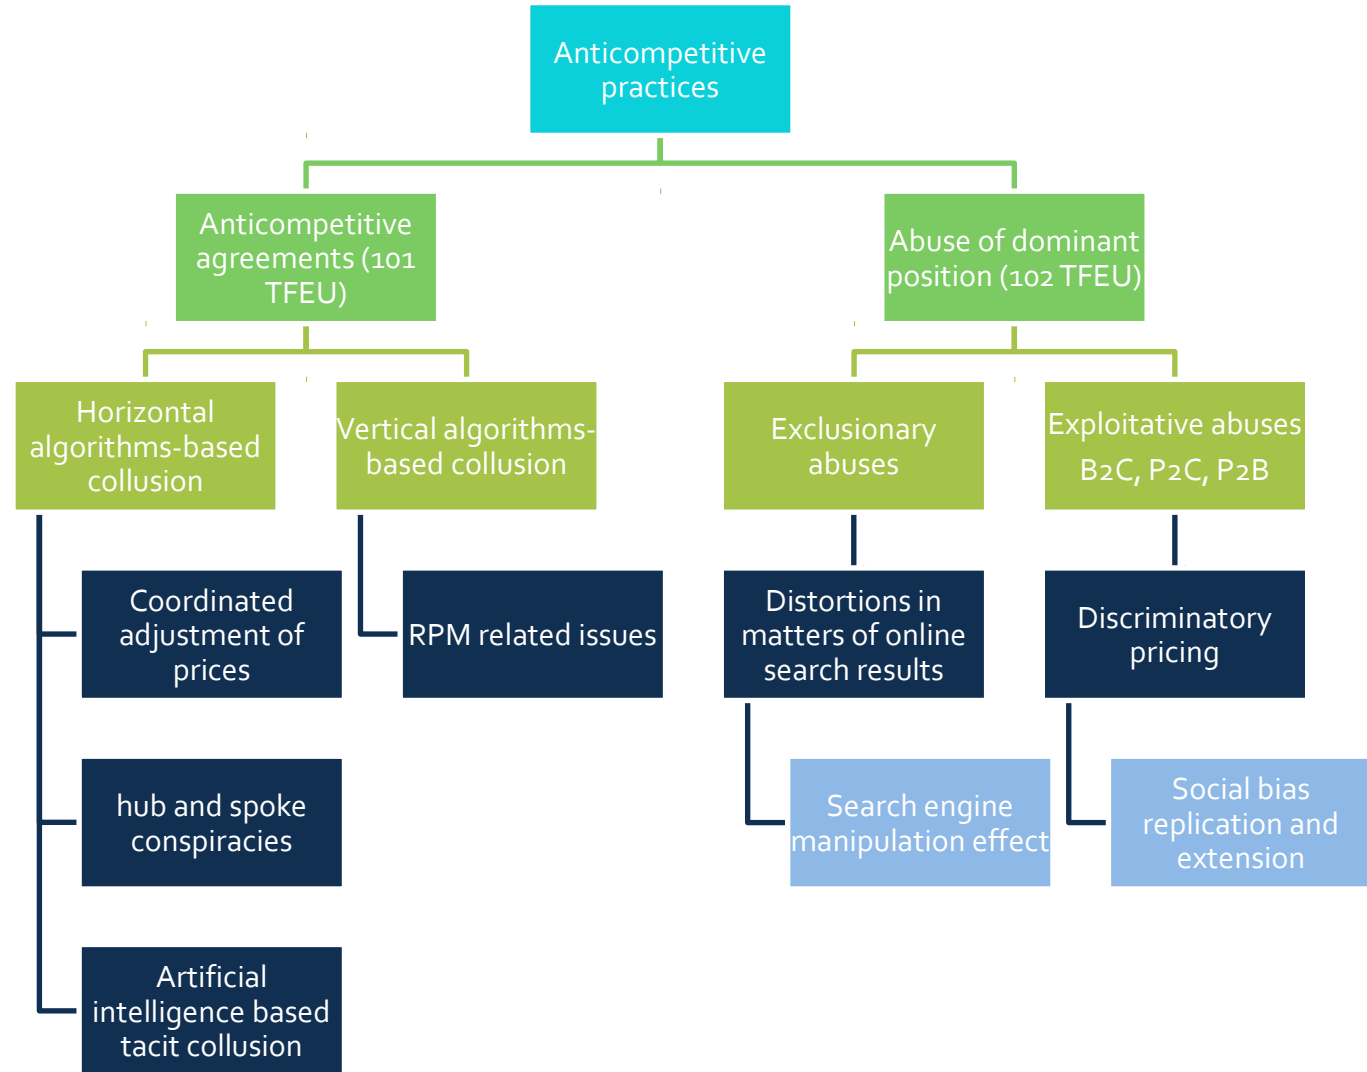 Anticompetitive
practices
Anticompetitive
agreements (101
TFEU)
Abuse of dominant
position (102 TFEU)
Horizontal
algorithms-based
collusion
Vertical algorithms-
based collusion
Exclusionary
abuses
Exploitative abuses
B2C, P2C, P2B
Coordinated
adjustment of
prices
RPM related issues
Distortions in
matters of online
search results
Discriminatory
pricing
hub and spoke
conspiracies
Search engine
manipulation effect
Social bias
replication and
extension
Artificial
intelligence based
tacit collusion